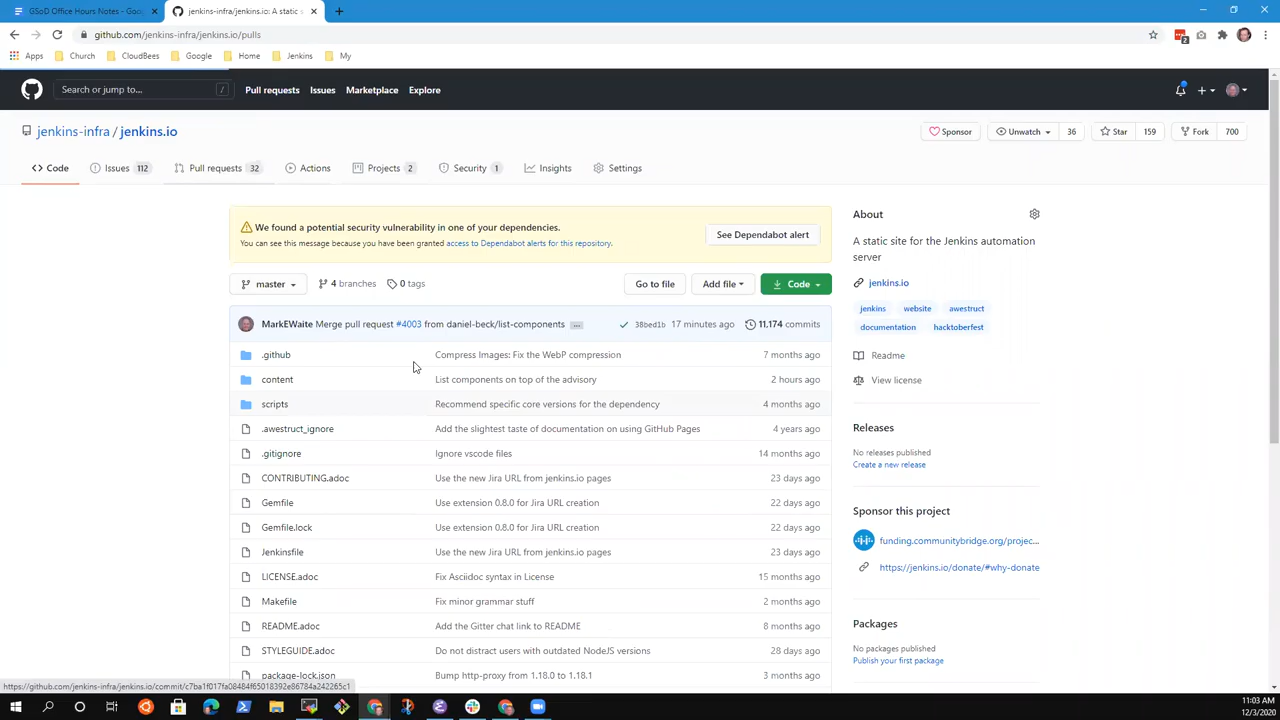 GSoD Office Hours Notes - Goog
jenkins-infra/jenkins.io: A static s
github.com/jenkins-infra/jenkins.io/pulls
2
Apps Church CloudBees Google Home Jenkins My
Search or jump to... /
Pull requests Issues Marketplace Explore
jenkins-infra / jenkins.io
Sponsor Unwatch 36 Star 159 Fork 700
Code Issues 112 Pull requests 32 Actions Projects 2 Security 1 Insights Settings
We found a potential security vulnerability in one of your dependencies.
You can see this message because you have been granted access to Dependabot alerts for this repository.
See Dependabot alert
master 4 branches 0 tags Go to file Add file Code
MarkEWaite Merge pull request #4003 from daniel-beck/list-components ... 38bed1b 17 minutes ago 11,174 commits
.github Compress Images: Fix the WebP compression 7 months ago
content List components on top of the advisory 2 hours ago
scripts Recommend specific core versions for the dependency 4 months ago
.awestruct_ignore Add the slightest taste of documentation on using GitHub Pages 4 years ago
.gitignore Ignore vscode files 14 months ago
CONTRIBUTING.adoc Use the new Jira URL from jenkins.io pages 23 days ago
Gemfile Use extension 0.8.0 for Jira URL creation 22 days ago
Gemfile.lock Use extension 0.8.0 for Jira URL creation 22 days ago
Jenkinsfile Use the new Jira URL from jenkins.io pages 23 days ago
LICENSE.adoc Fix Asciidoc syntax in License 15 months ago
Makefile Fix minor grammar stuff 2 months ago
README.adoc Add the Gitter chat link to README 8 months ago
STYLEGUIDE.adoc Do not distract users with outdated NodeJS versions 28 days ago
package-lock.json Bump http-proxy from 1.18.0 to 1.18.1 3 months ago
About
A static site for the Jenkins automation
server
jenkins.io
jenkins website awestruct
documentation hacktoberfest
Readme
View license
Releases
No releases published
Create a new release
Sponsor this project
funding.communitybridge.org/projec...
https://jenkins.io/donate/#why-donate
Packages
No packages published
Publish your first package
https://github.com/jenkins-infra/jenkins.io/commit/c7ba1f017fa08484f65018392e86784a242265c1
11:03 AM
12/3/2020